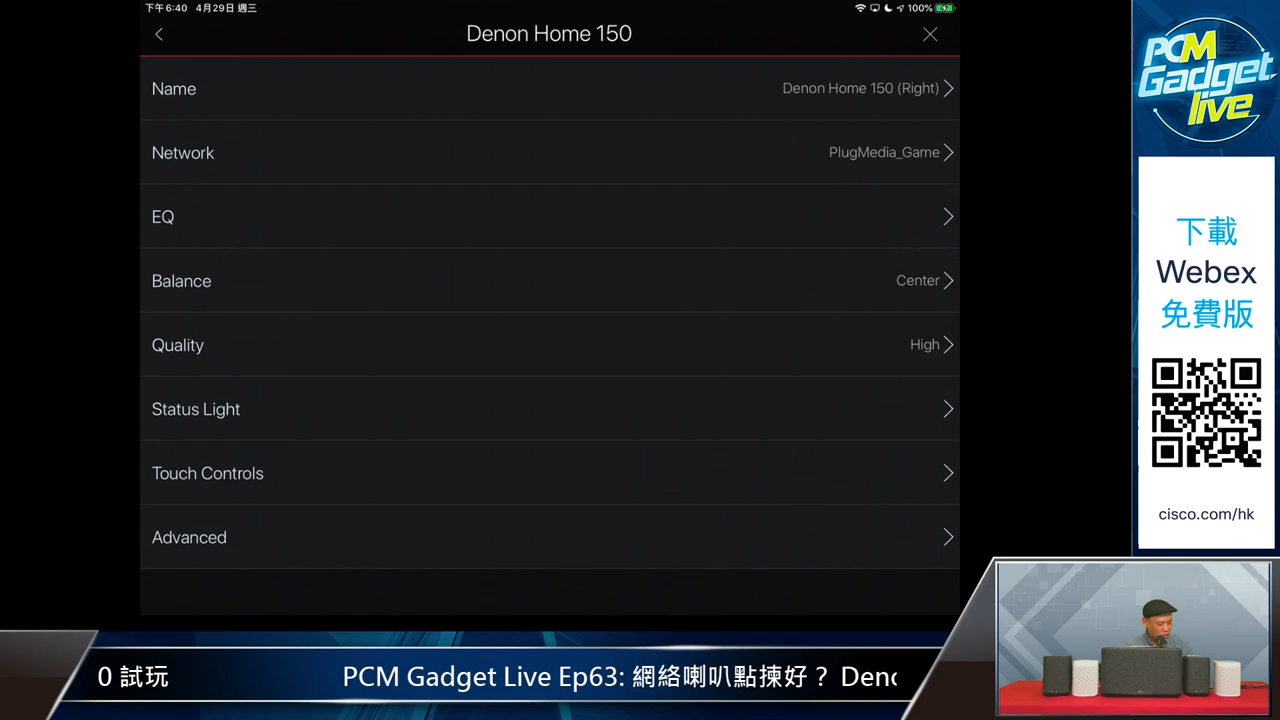 下午6:40 4月29日 週三
100%
Denon Home 150
Name
Denon Home 150 (Right)
Network
PlugMedia_Game
EQ
Balance
Center
Quality
High
Status Light
Touch Controls
Advanced
PCM
Gadget
live
下載
Webex
免費版
cisco.com/hk
0 試玩
PCM Gadget Live Ep63: 網絡喇叭點揀好？ Deno